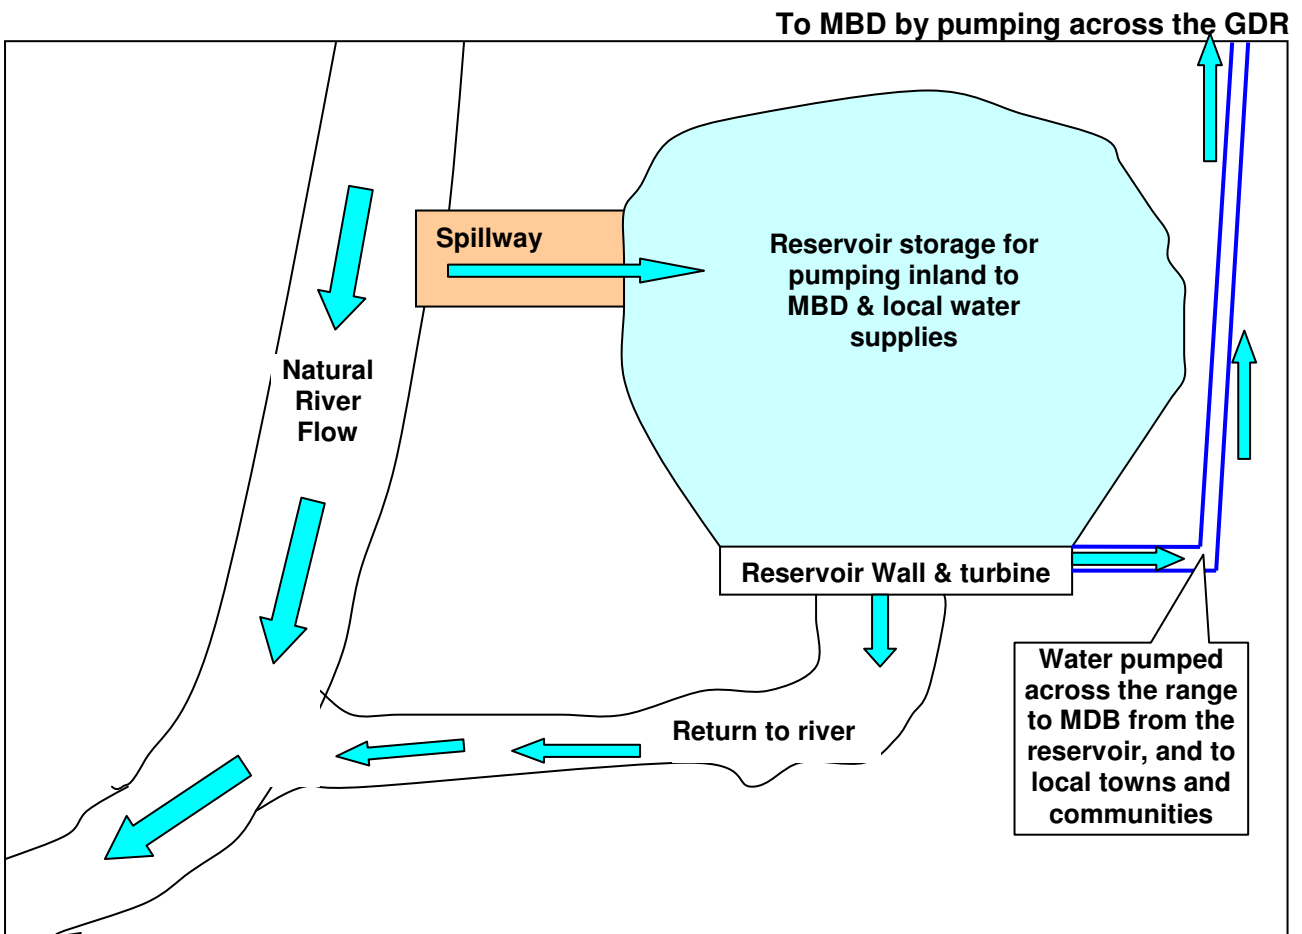 To MBD by pumping across the GDR
Spillway
Reservoir storage for
pumping inland to
MBD & local water
supplies
Natural
River
Flow
Reservoir Wall & turbine
Water pumped
across the range
to MDB from the
reservoir, and to
local towns and
communities
Return to river